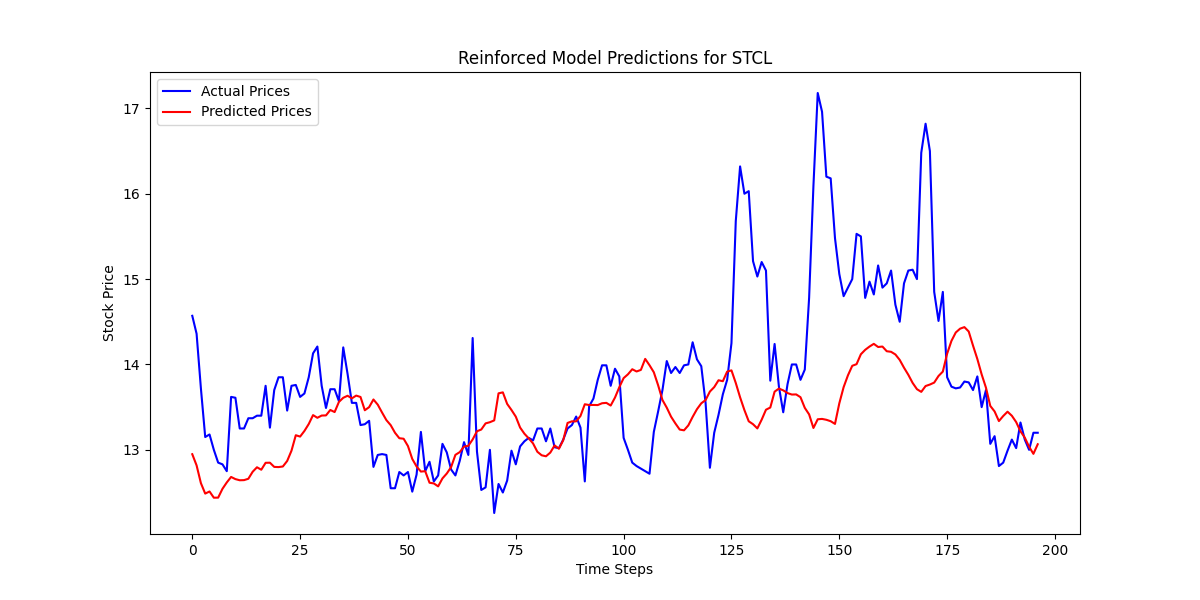 Reinforced Model Predictions for STCL
Actual Prices
Predicted Prices
Stock Price
17
16
15
14
13
0 25 50 75 100 125 150 175 200
Time Steps